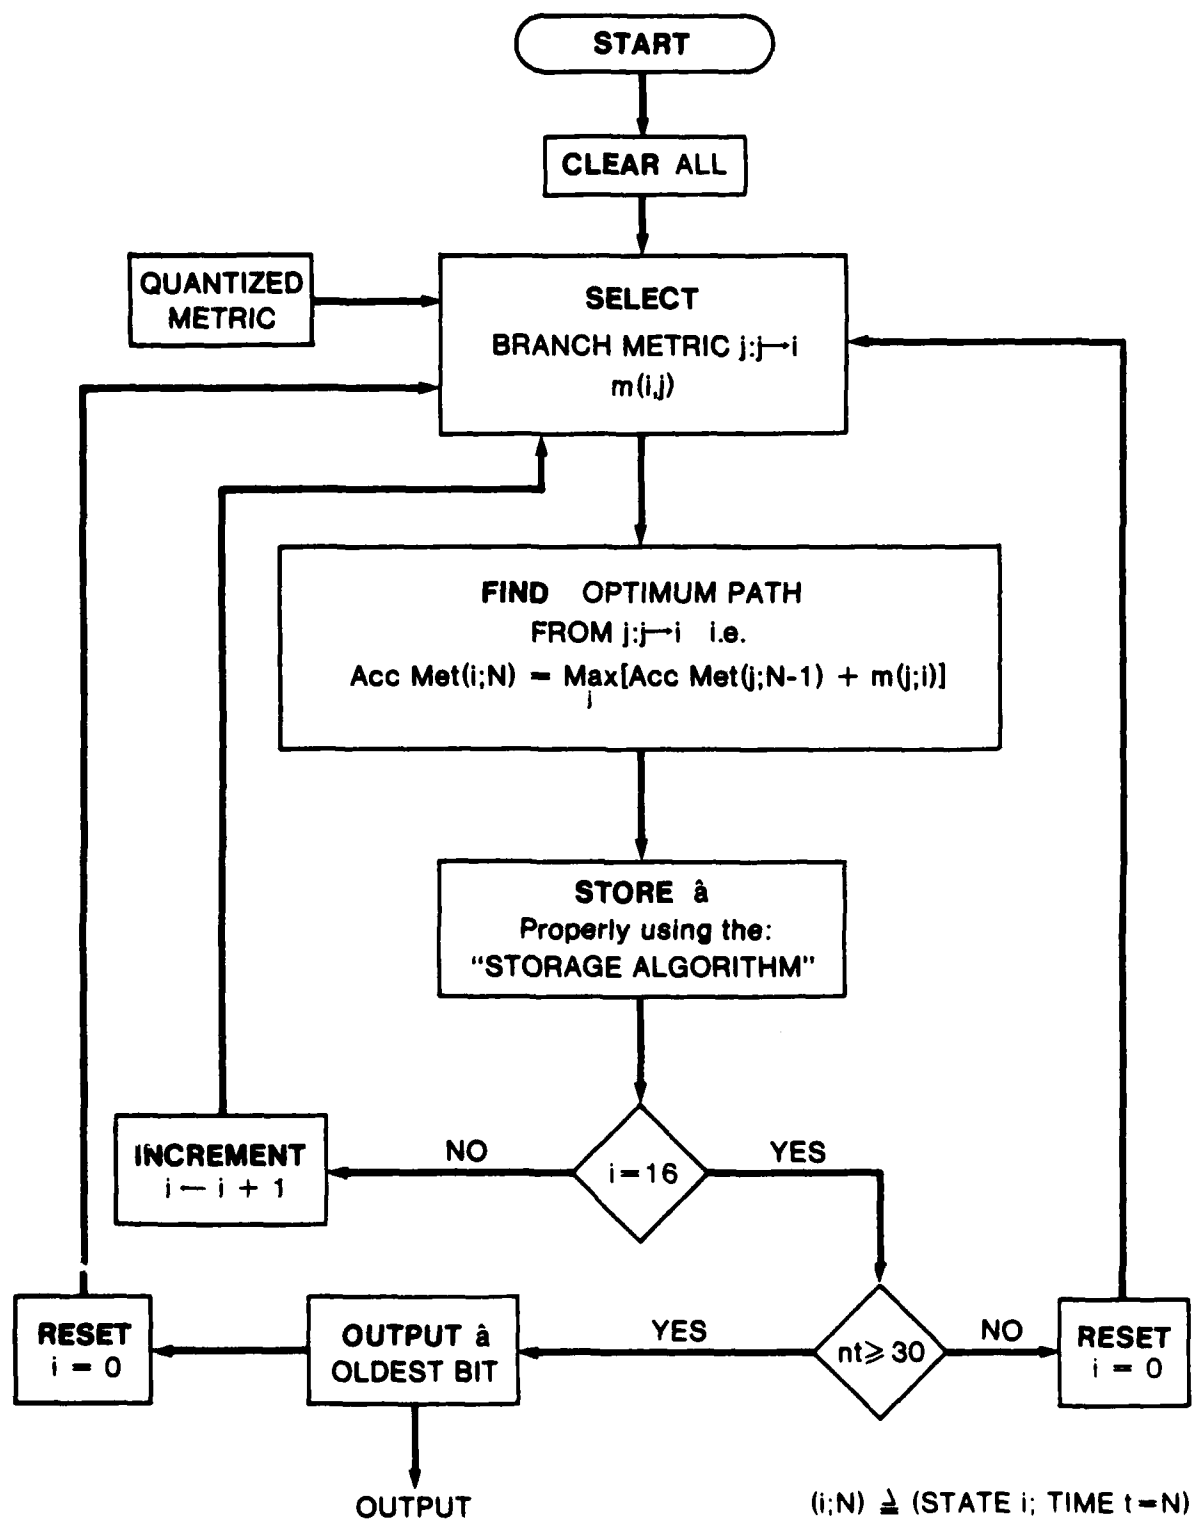 START
CLEAR ALL
QUANTIZED
METRIC
SELECT
BRANCH METRIC j:j→i
m(i,j)
FIND OPTIMUM PATH
FROM j:j→i i.e.
Acc Met(i;N) = Max[Acc Met(j;N-1) + m(j;i)]
j
STORE â
Properly using the:
“STORAGE ALGORITHM”
INCREMENT
i ← i + 1
NO
i=16
YES
RESET
i = 0
OUTPUT â
OLDEST BIT
YES
nt≥30
NO
RESET
i = 0
OUTPUT
(i;N) ≜ (STATE i; TIME t=N)